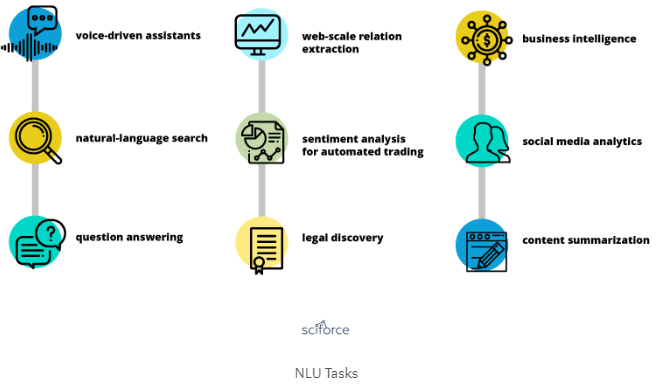 voice-driven assistants
natural-language search
question answering
web-scale relation
extraction
sentiment analysis
for automated trading
legal discovery
business intelligence
social media analytics
content summarization
sciforce
NLU Tasks